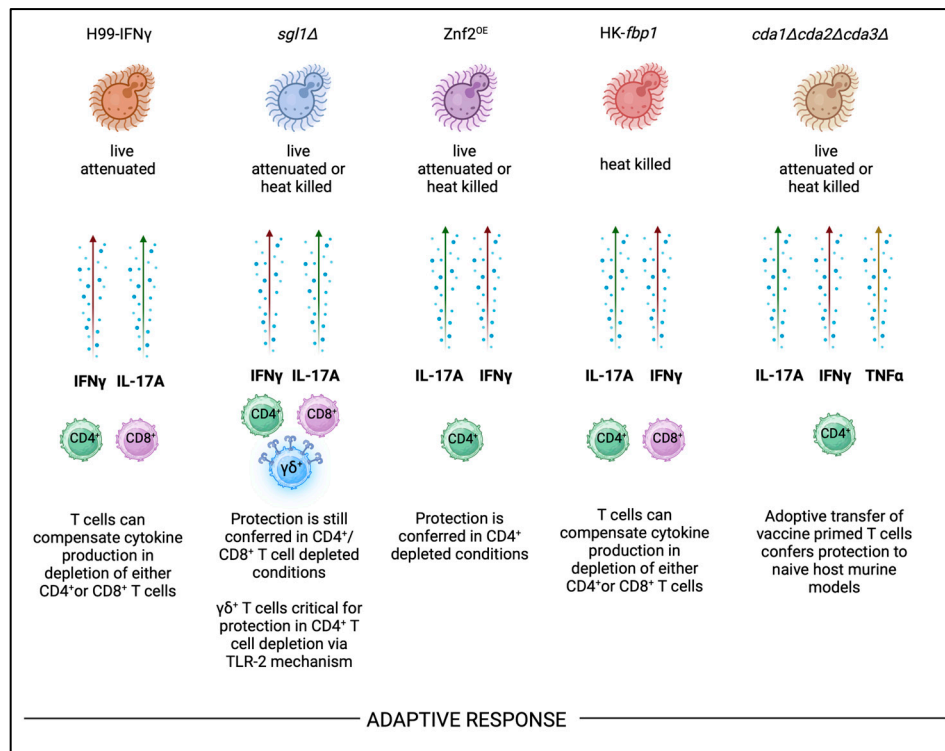 H99-IFNγ
live
attenuated
IFNγ IL-17A
CD4⁺ CD8⁺
T cells can
compensate cytokine
production in
depletion of either
CD4⁺or CD8⁺ T cells
sgl1Δ
live
attenuated or
heat killed
IFNγ IL-17A
CD4⁺ CD8⁺
γδ⁺
Protection is still
conferred in CD4⁺/
CD8⁺ T cell depleted
conditions
γδ⁺ T cells critical for
protection in CD4⁺ T
cell depletion via
TLR-2 mechanism
Znf2ᴼᴱ
live
attenuated or
heat killed
IL-17A IFNγ
CD4⁺
Protection is
conferred in CD4⁺
depleted conditions
HK-fbp1
heat killed
IL-17A IFNγ
CD4⁺ CD8⁺
T cells can
compensate cytokine
production in
depletion of either
CD4⁺or CD8⁺ T cells
cda1Δcda2Δcda3Δ
live
attenuated or
heat killed
IL-17A IFNγ TNFα
CD4⁺
Adoptive transfer of
vaccine primed T cells
confers protection to
naive host murine
models
ADAPTIVE RESPONSE